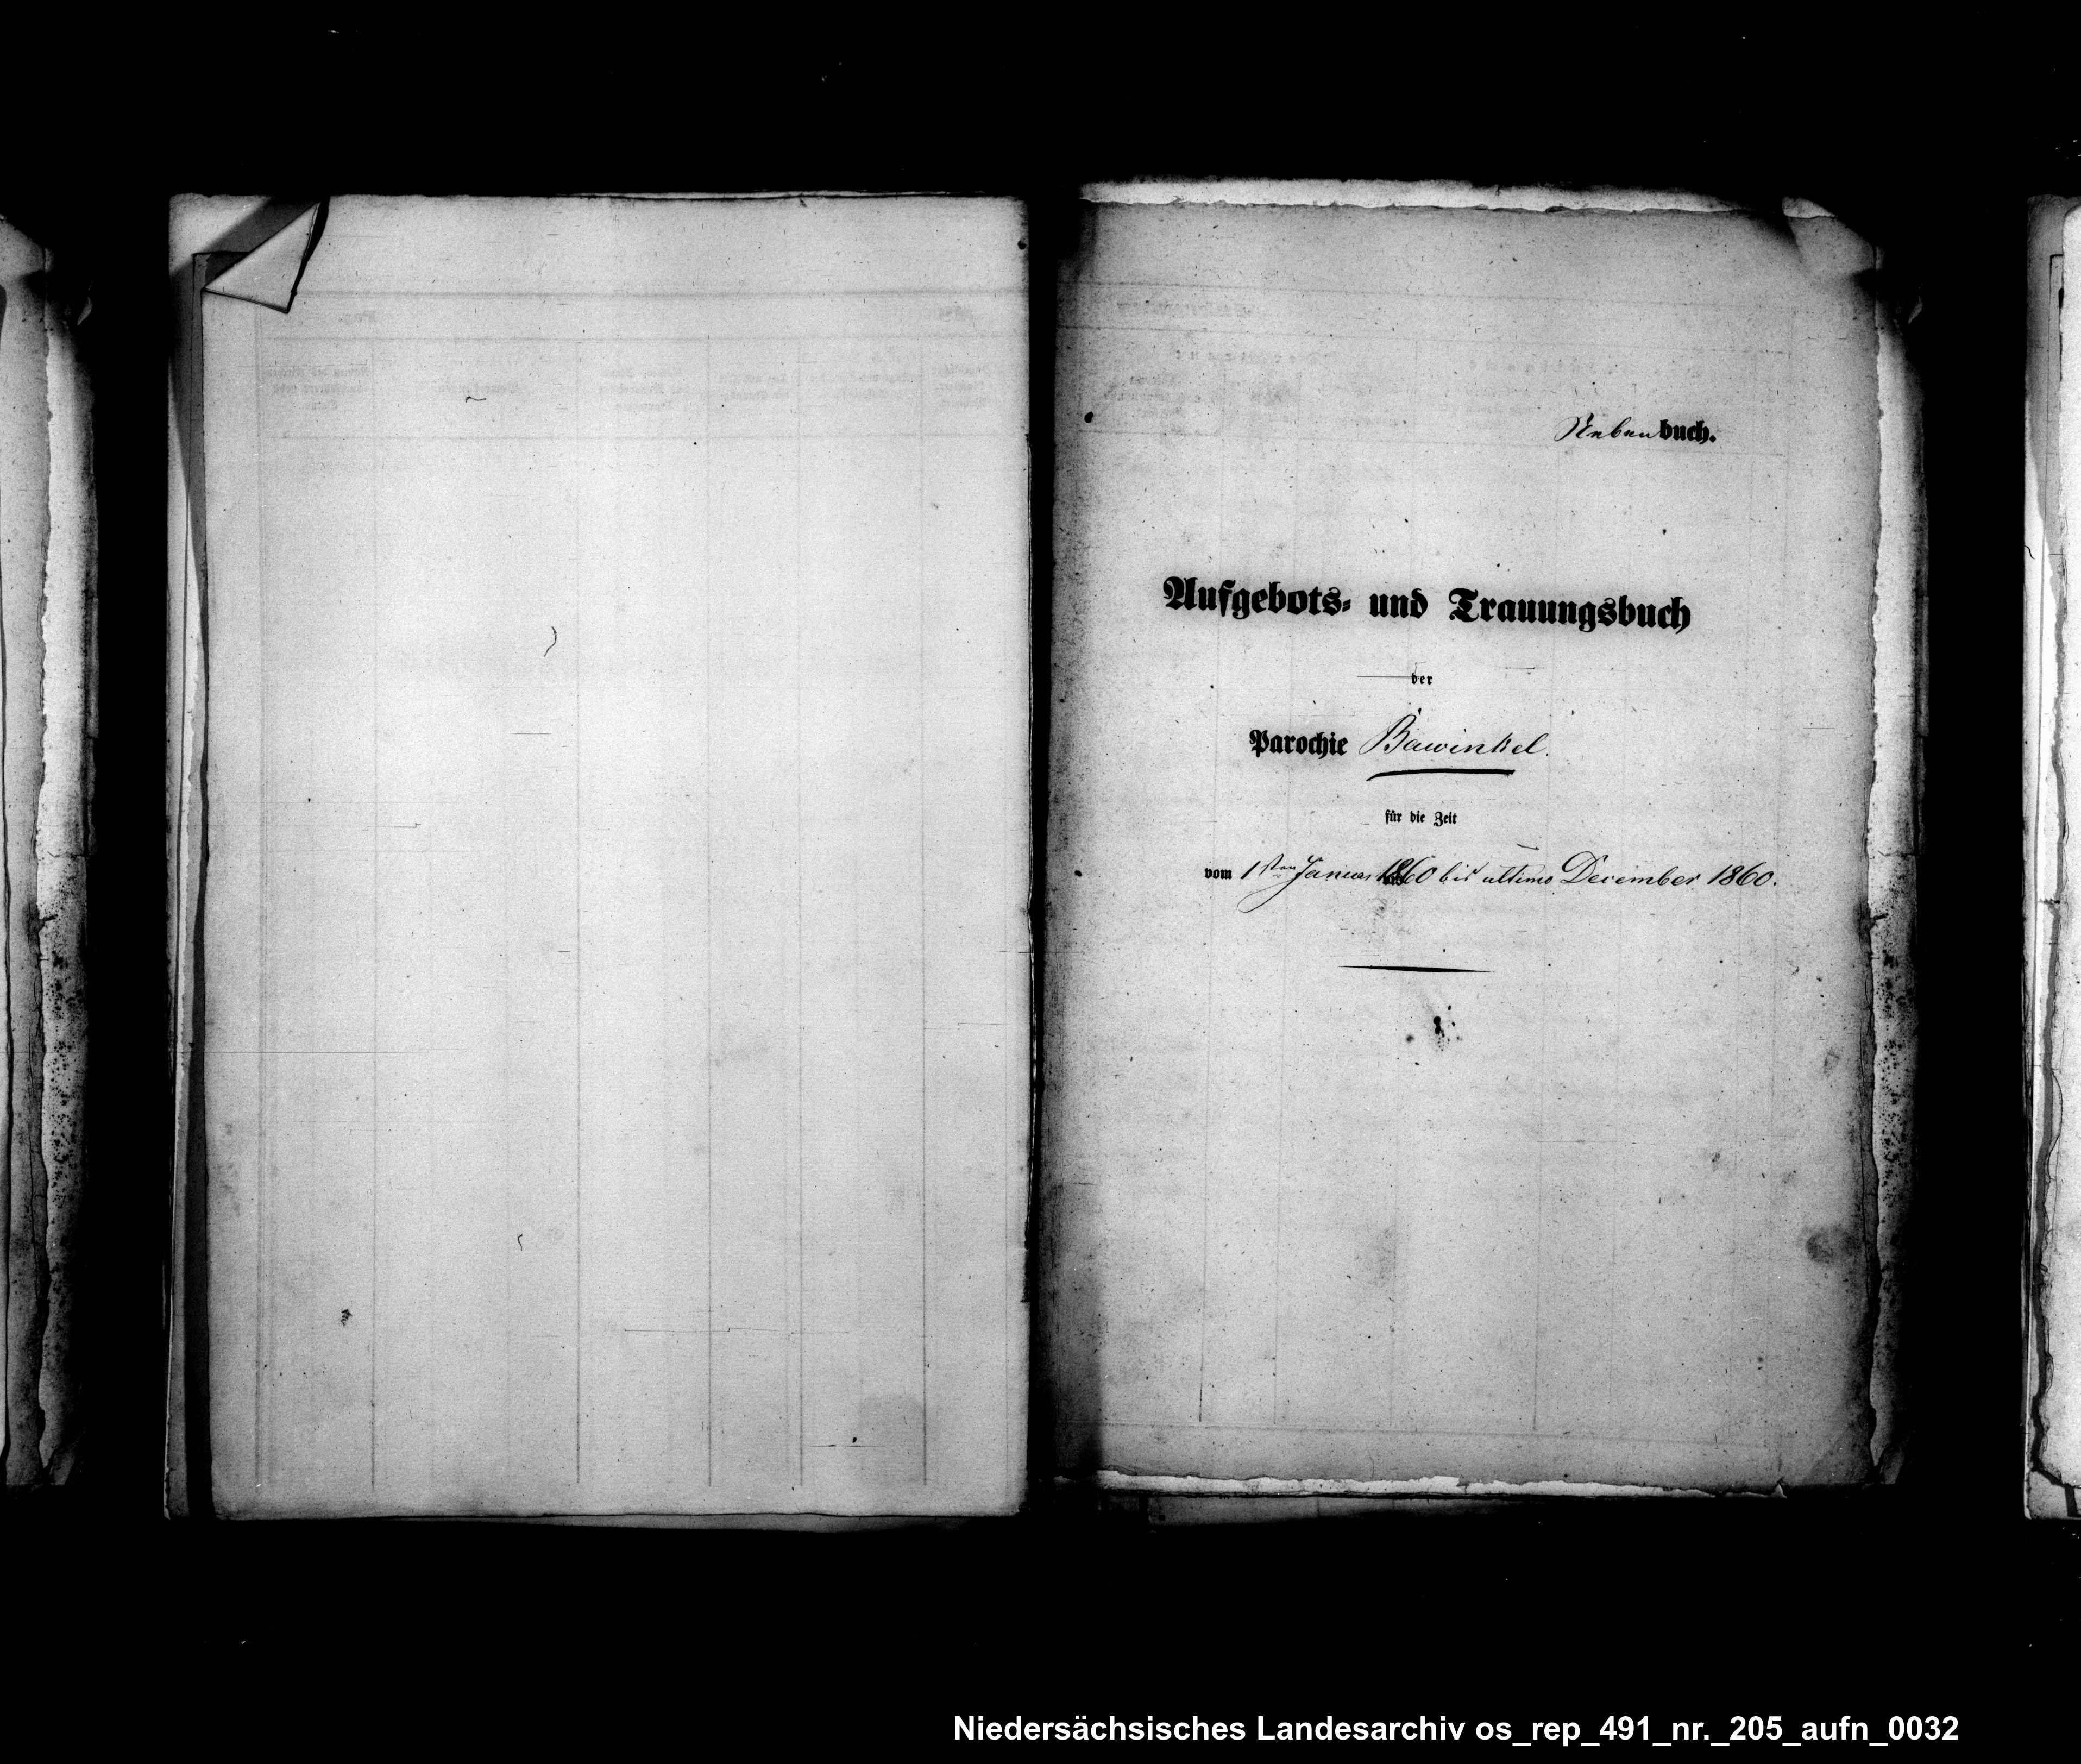 Nebenbuch.
Aufgebots- und Trauungsbuch
der
Parochie Bawinkel.
für die Zeit
vom 1sten Januar 1860 bis ultimo December 1860.
Niedersächsisches Landesarchiv os_rep_491_nr._205_aufn_0032